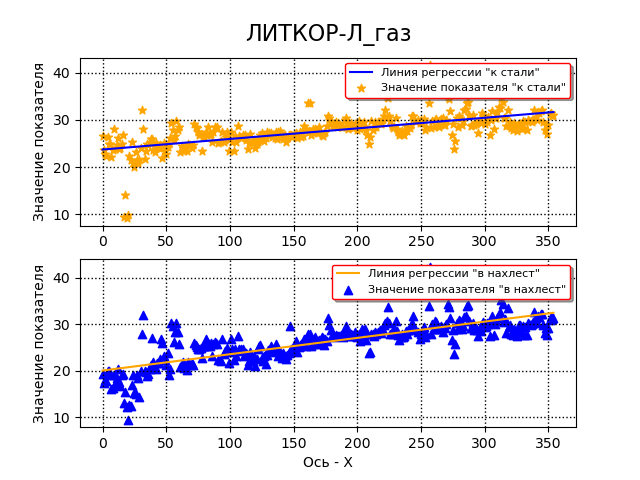 ЛИТКОР-Л_газ
Значение показателя
40
30
20
10
Линия регрессии "к стали"
Значение показателя "к стали"
0 50 100 150 200 250 300 350
Значение показателя
40
30
20
10
Линия регрессии "в нахлест"
Значение показателя "в нахлест"
0 50 100 150 200 250 300 350
Ось - X